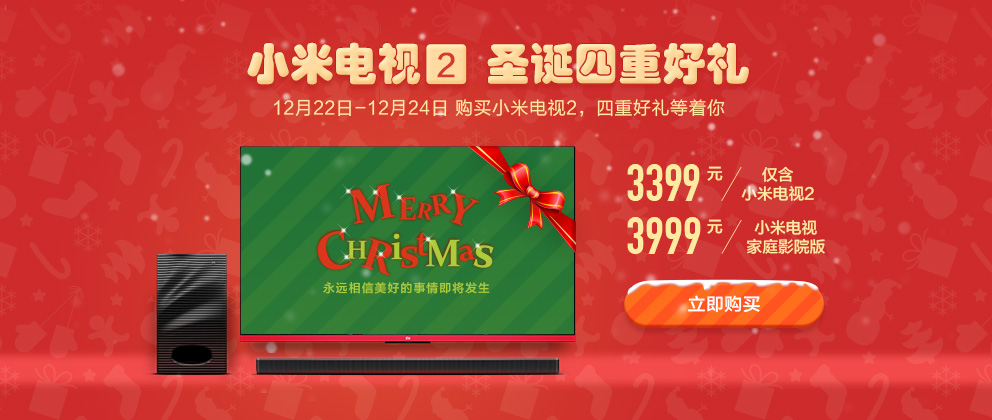 小米电视2 圣诞四重好礼
12月22日-12月24日 购买小米电视2，四重好礼等着你
MERRY
CHRistMas
永远相信美好的事情即将发生
3399元/仅含
小米电视2
3999元/小米电视
家庭影院版
立即购买